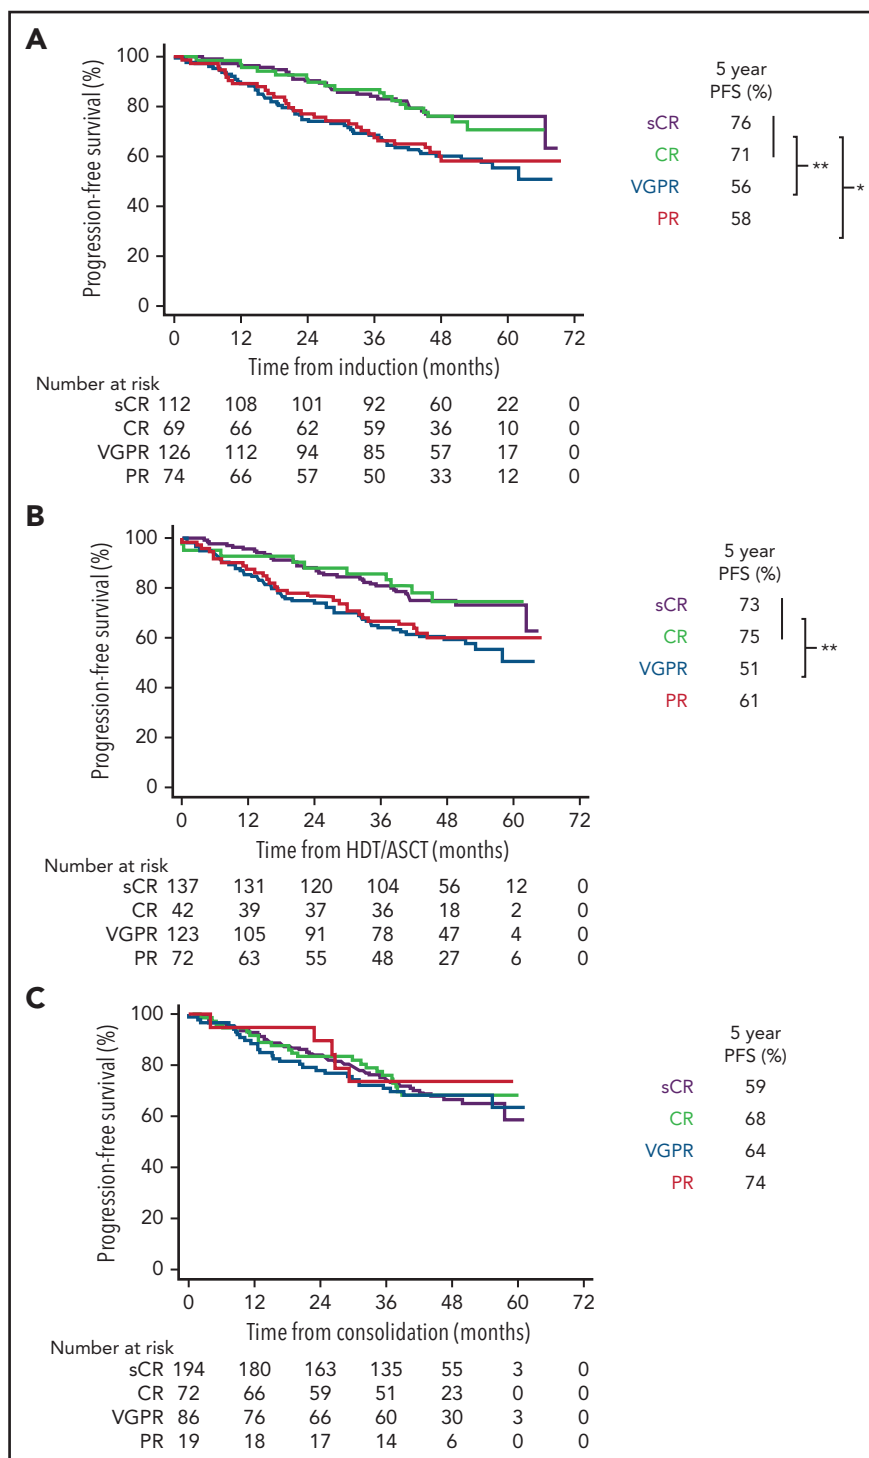 A
Progression-free survival (%)
100
80
60
40
20
0
0 12 24 36 48 60 72
Time from induction (months)
5 year
PFS (%)
sCR 76
CR 71
VGPR 56
PR 58
**
*
Number at risk
sCR 112 108 101 92 60 22 0
CR 69 66 62 59 36 10 0
VGPR 126 112 94 85 57 17 0
PR 74 66 57 50 33 12 0
B
Progression-free survival (%)
100
80
60
40
20
0
0 12 24 36 48 60 72
Time from HDT/ASCT (months)
5 year
PFS (%)
sCR 73
CR 75
VGPR 51
PR 61
**
Number at risk
sCR 137 131 120 104 56 12 0
CR 42 39 37 36 18 2 0
VGPR 123 105 91 78 47 4 0
PR 72 63 55 48 27 6 0
C
Progression-free survival (%)
100
80
60
40
20
0
0 12 24 36 48 60 72
Time from consolidation (months)
5 year
PFS (%)
sCR 59
CR 68
VGPR 64
PR 74
Number at risk
sCR 194 180 163 135 55 3 0
CR 72 66 59 51 23 0 0
VGPR 86 76 66 60 30 3 0
PR 19 18 17 14 6 0 0